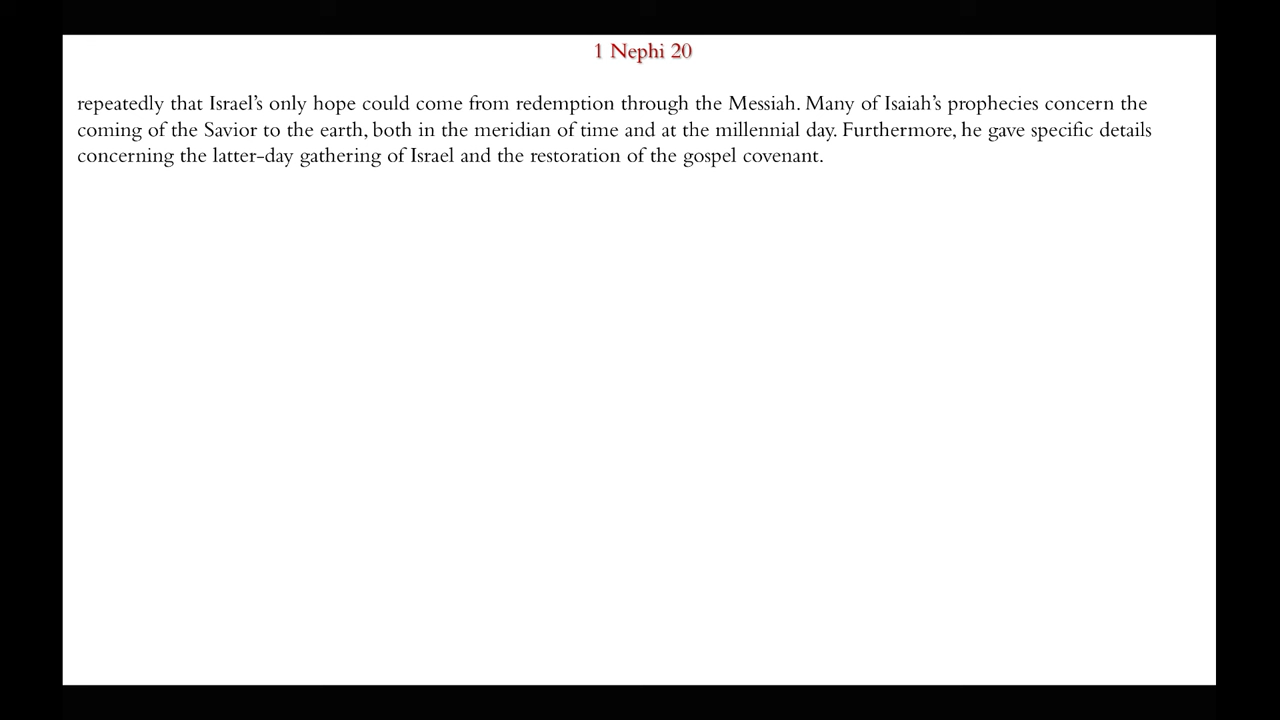 1 Nephi 20
repeatedly that Israel’s only hope could come from redemption through the Messiah. Many of Isaiah’s prophecies concern the
coming of the Savior to the earth, both in the meridian of time and at the millennial day. Furthermore, he gave specific details
concerning the latter-day gathering of Israel and the restoration of the gospel covenant.